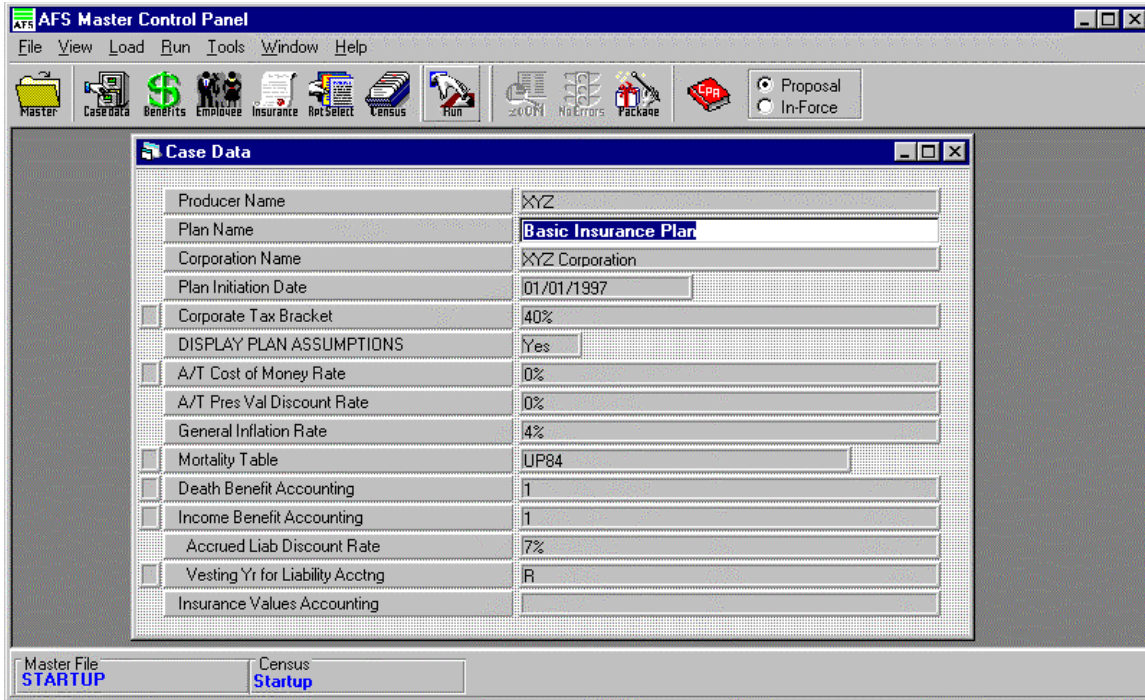 AFS AFS Master Control Panel
File View Load Run Tools Window Help
Master Casedata Benefits Employee Insurance RptSelect Census Run zoOM NoErrors Package CPA
Proposal
In-Force
Case Data
Producer Name XYZ
Plan Name Basic Insurance Plan
Corporation Name XYZ Corporation
Plan Initiation Date 01/01/1997
Corporate Tax Bracket 40%
DISPLAY PLAN ASSUMPTIONS Yes
A/T Cost of Money Rate 0%
A/T Pres Val Discount Rate 0%
General Inflation Rate 4%
Mortality Table UP84
Death Benefit Accounting 1
Income Benefit Accounting 1
Accrued Liab Discount Rate 7%
Vesting Yr for Liability Acctng R
Insurance Values Accounting
Master File Census
STARTUP Startup